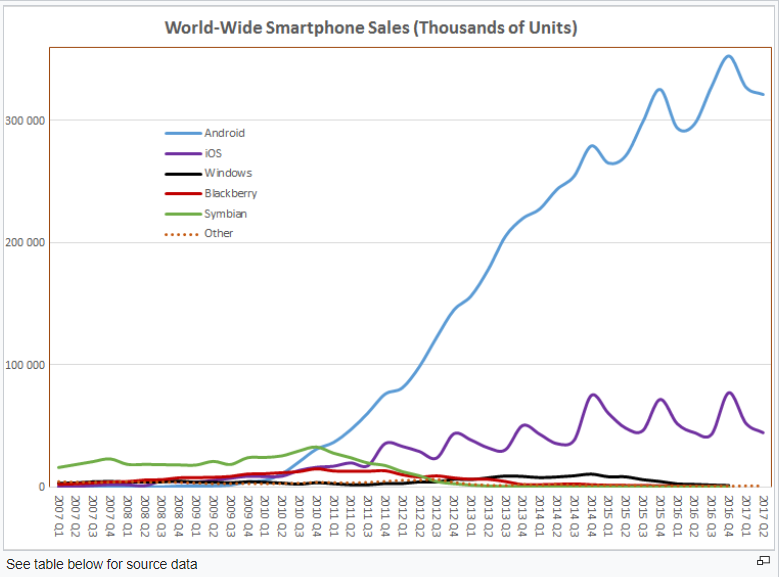 World-Wide Smartphone Sales (Thousands of Units)
300 000
200 000
100 000
0
Android
iOS
Windows
Blackberry
Symbian
Other
2007 Q1
2007 Q2
2007 Q3
2007 Q4
2008 Q1
2008 Q2
2008 Q3
2008 Q4
2009 Q1
2009 Q2
2009 Q3
2009 Q4
2010 Q1
2010 Q2
2010 Q3
2010 Q4
2011 Q1
2011 Q2
2011 Q3
2011 Q4
2012 Q1
2012 Q2
2012 Q3
2012 Q4
2013 Q1
2013 Q2
2013 Q3
2013 Q4
2014 Q1
2014 Q2
2014 Q3
2014 Q4
2015 Q1
2015 Q2
2015 Q3
2015 Q4
2016 Q1
2016 Q2
2016 Q3
2016 Q4
2017 Q1
2017 Q2
See table below for source data